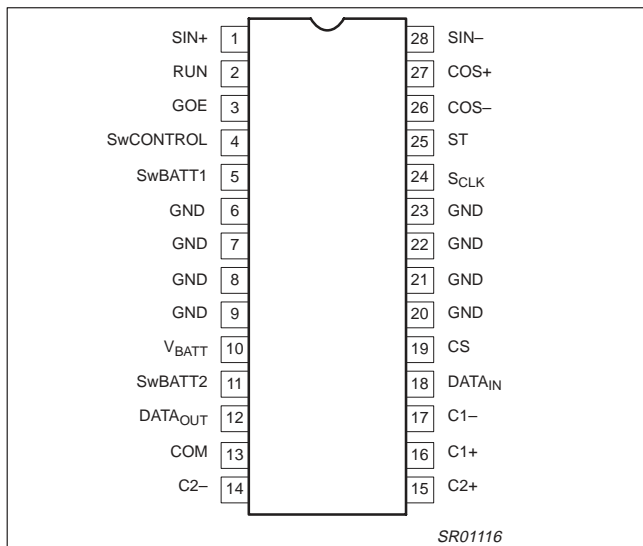 SIN+ 1 28 SIN–
RUN 2 27 COS+
GOE 3 26 COS–
SwCONTROL 4 25 ST
SwBATT1 5 24 SCLK
GND 6 23 GND
GND 7 22 GND
GND 8 21 GND
GND 9 20 GND
VBATT 10 19 CS
SwBATT2 11 18 DATAIN
DATAOUT 12 17 C1–
COM 13 16 C1+
C2– 14 15 C2+
SR01116